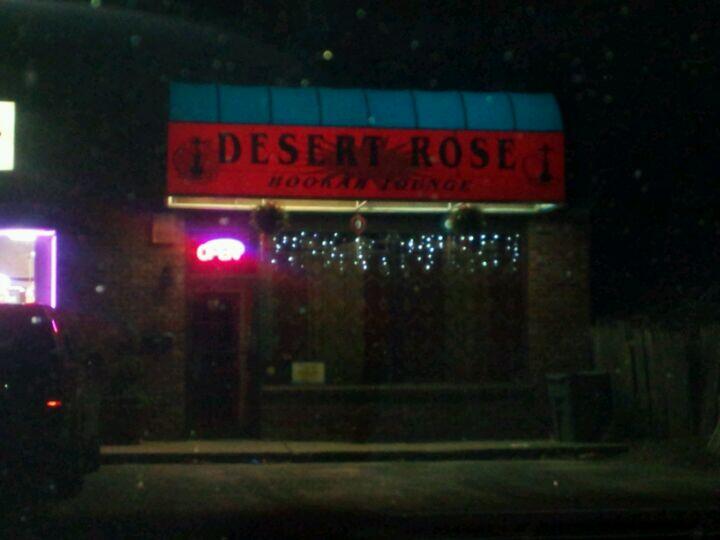 DESERT ROSE
HOOKAH LOUNGE
OPEN